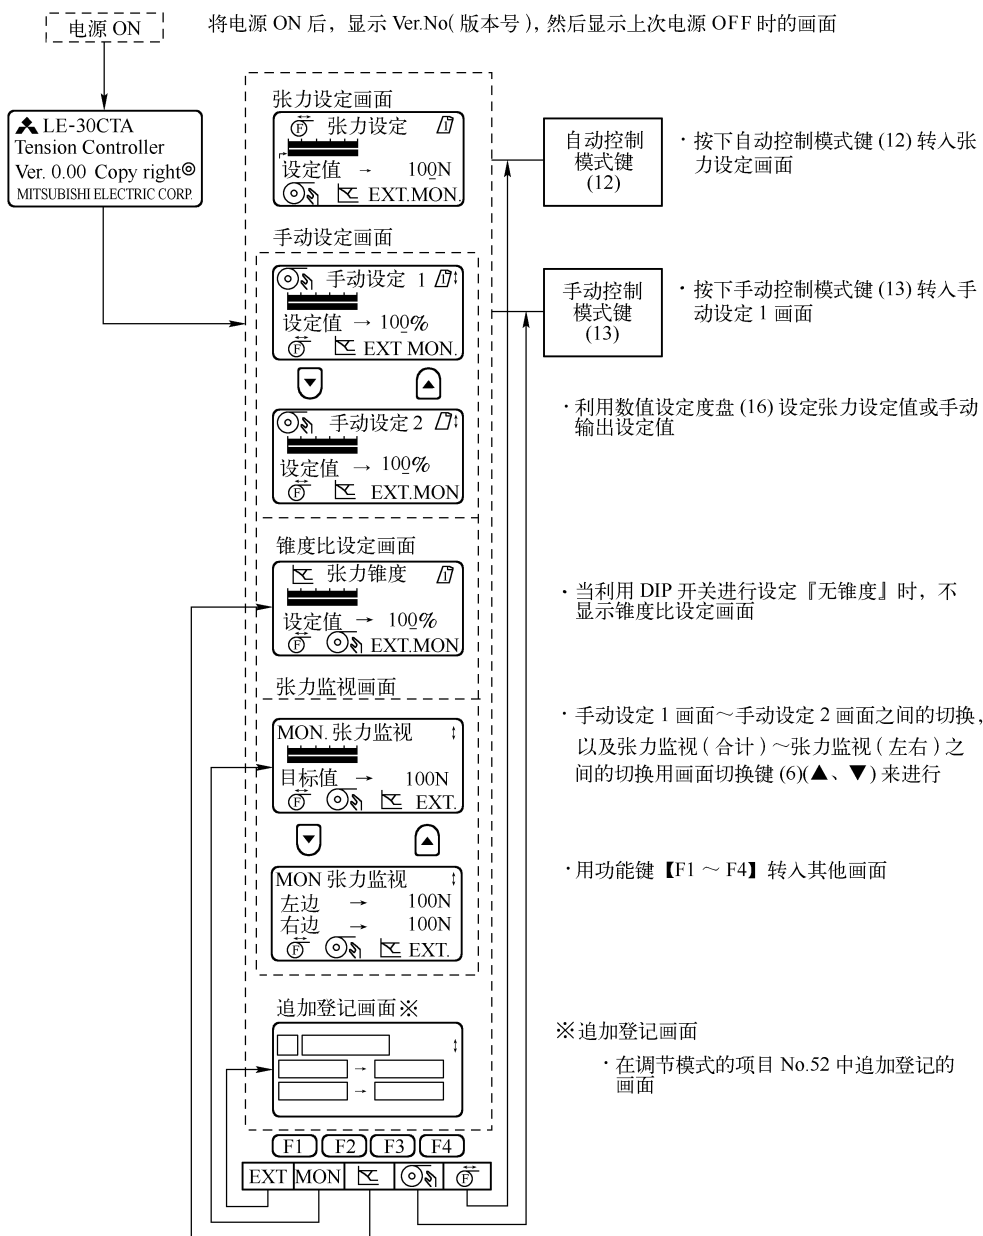 电源 ON
将电源 ON 后，显示 Ver.No( 版本号 ), 然后显示上次电源 OFF 时的画面
LE-30CTA
Tension Controller
Ver. 0.00 Copy right◎
MITSUBISHI ELECTRIC CORP.
张力设定画面
F 张力设定 1
设定值 → 100N
EXT.MON.
自动控制
模式键
(12)
· 按下自动控制模式键 (12) 转入张
力设定画面
手动设定画面
手动设定 1 1
设定值 → 100%
F EXT MON.
手动控制
模式键
(13)
· 按下手动控制模式键 (13) 转入手
动设定 1 画面
· 利用数值设定度盘 (16) 设定张力设定值或手动
输出设定值
手动设定 2
设定值 → 100%
F EXT.MON
锥度比设定画面
张力锥度 1
设定值 → 100%
F EXT.MON
· 当利用 DIP 开关进行设定『无锥度』时，不
显示锥度比设定画面
张力监视画面
MON. 张力监视
目标值 → 100N
F EXT.
· 手动设定 1 画面～手动设定 2 画面之间的切换，
以及张力监视 ( 合计 ) ～张力监视 ( 左右 ) 之
间的切换用画面切换键 (6)(▲、▼) 来进行
MON 张力监视
左边 → 100N
右边 → 100N
F EXT.
· 用功能键【F1 ～ F4】转入其他画面
追加登记画面※
※追加登记画面
· 在调节模式的项目 No.52 中追加登记的
画面
F1 F2 F3 F4
EXT MON F